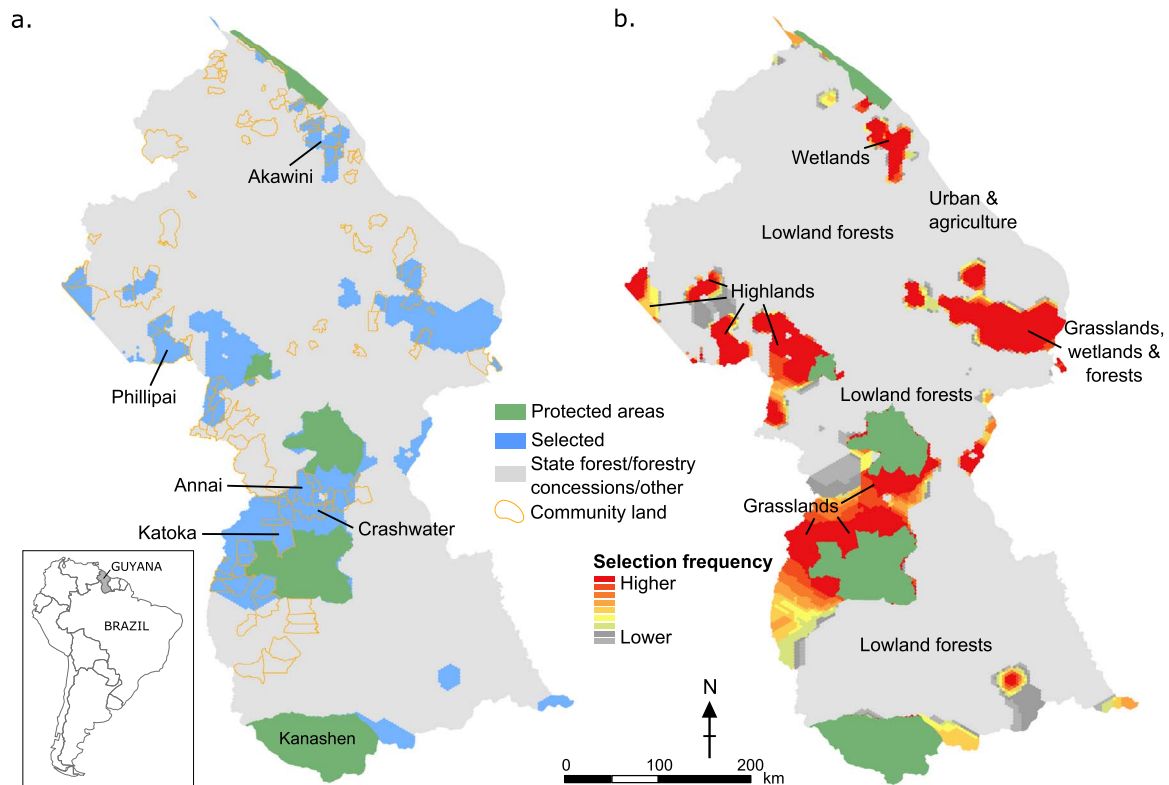 a.
Akawini
Phillipai
Annai
Katoka
Crashwater
Kanashen
Protected areas
Selected
State forest/forestry
concessions/other
Community land
GUYANA
BRAZIL
b.
Wetlands
Urban &
agriculture
Lowland forests
Highlands
Grasslands,
wetlands &
forests
Lowland forests
Grasslands
Selection frequency
Higher
Lower
Lowland forests
N
0
100
200
km